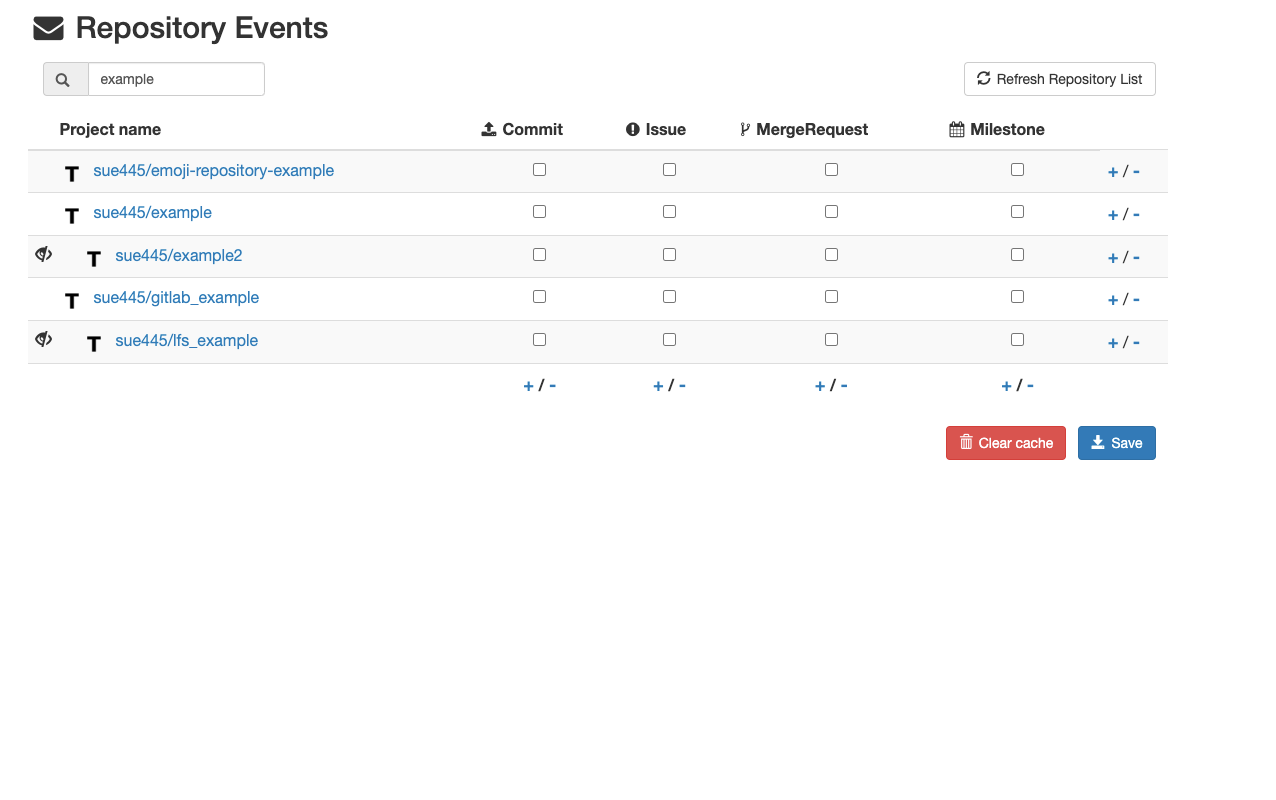 Repository Events
example
Refresh Repository List
Project name Commit Issue MergeRequest Milestone
T sue445/emoji-repository-example + / -
T sue445/example + / -
T sue445/example2 + / -
T sue445/gitlab_example + / -
T sue445/lfs_example + / -
+ / - + / - + / - + / -
Clear cache Save